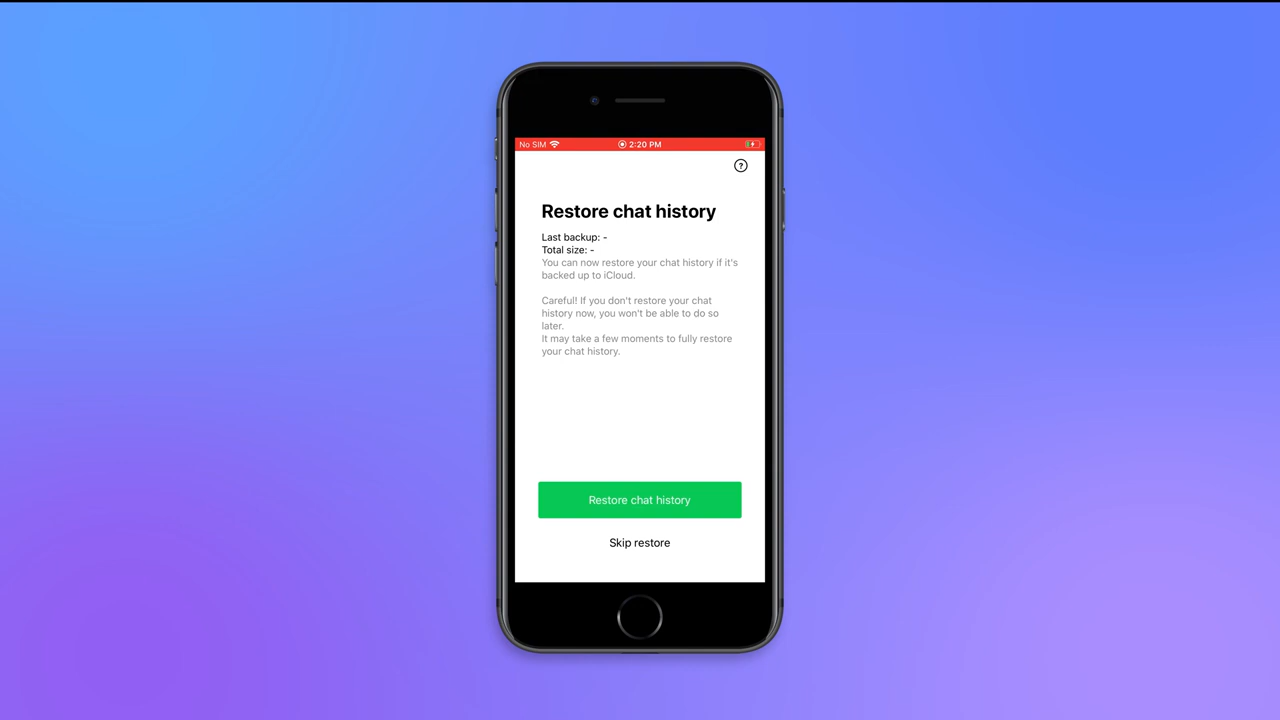 No SIM 2:20 PM
?
Restore chat history
Last backup: -
Total size: -
You can now restore your chat history if it's
backed up to iCloud.
Careful! If you don't restore your chat
history now, you won't be able to do so
later.
It may take a few moments to fully restore
your chat history.
Restore chat history
Skip restore